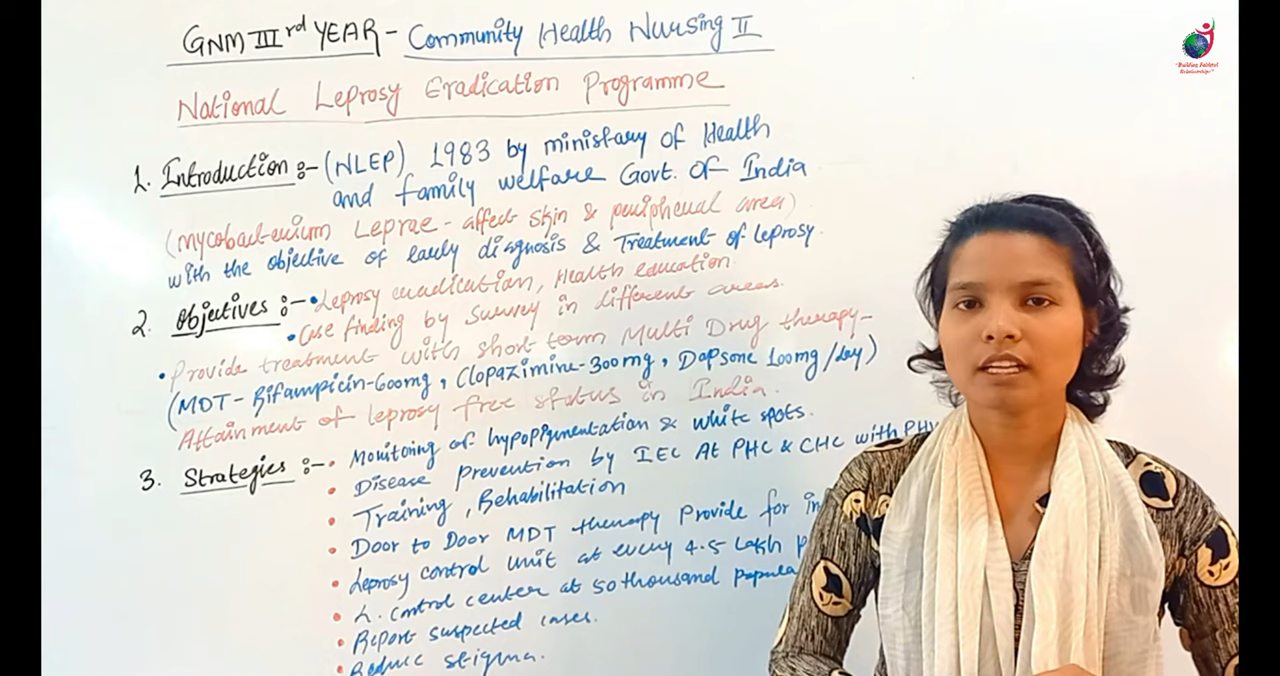 GNM III rd YEAR - Community Health Nursing II
National Leprosy Eradication Programme
1. Introduction :- (NLEP) 1983 by ministary of Health
and family welfare Govt. of India
(Mycobacterium Leprae - affect skin & peripheral area)
with the objective of early diagnosis & Treatment of leprosy.
2. Objectives :- • Leprosy eradication, Health education.
• Case finding by survey in different areas.
• Provide treatment with short term Multi Drug therapy-
(MDT - Rifampicin-600mg, Clopazimine-300mg, Dapsone 100mg/day)
Attainment of leprosy free status in India.
3. Strategies :- • Monitoring of hypopigmentation & white spots.
• Disease prevention by IEC At PHC & CHC with
• Training, Rehabilitation
• Door to Door MDT therapy provide for
• Leprosy control unit at every 4.5 Lakh
• L. control center at 50 thousand popula
• Report suspected cases.
• Reduce stigma.
"Building Faithful
Relationships"